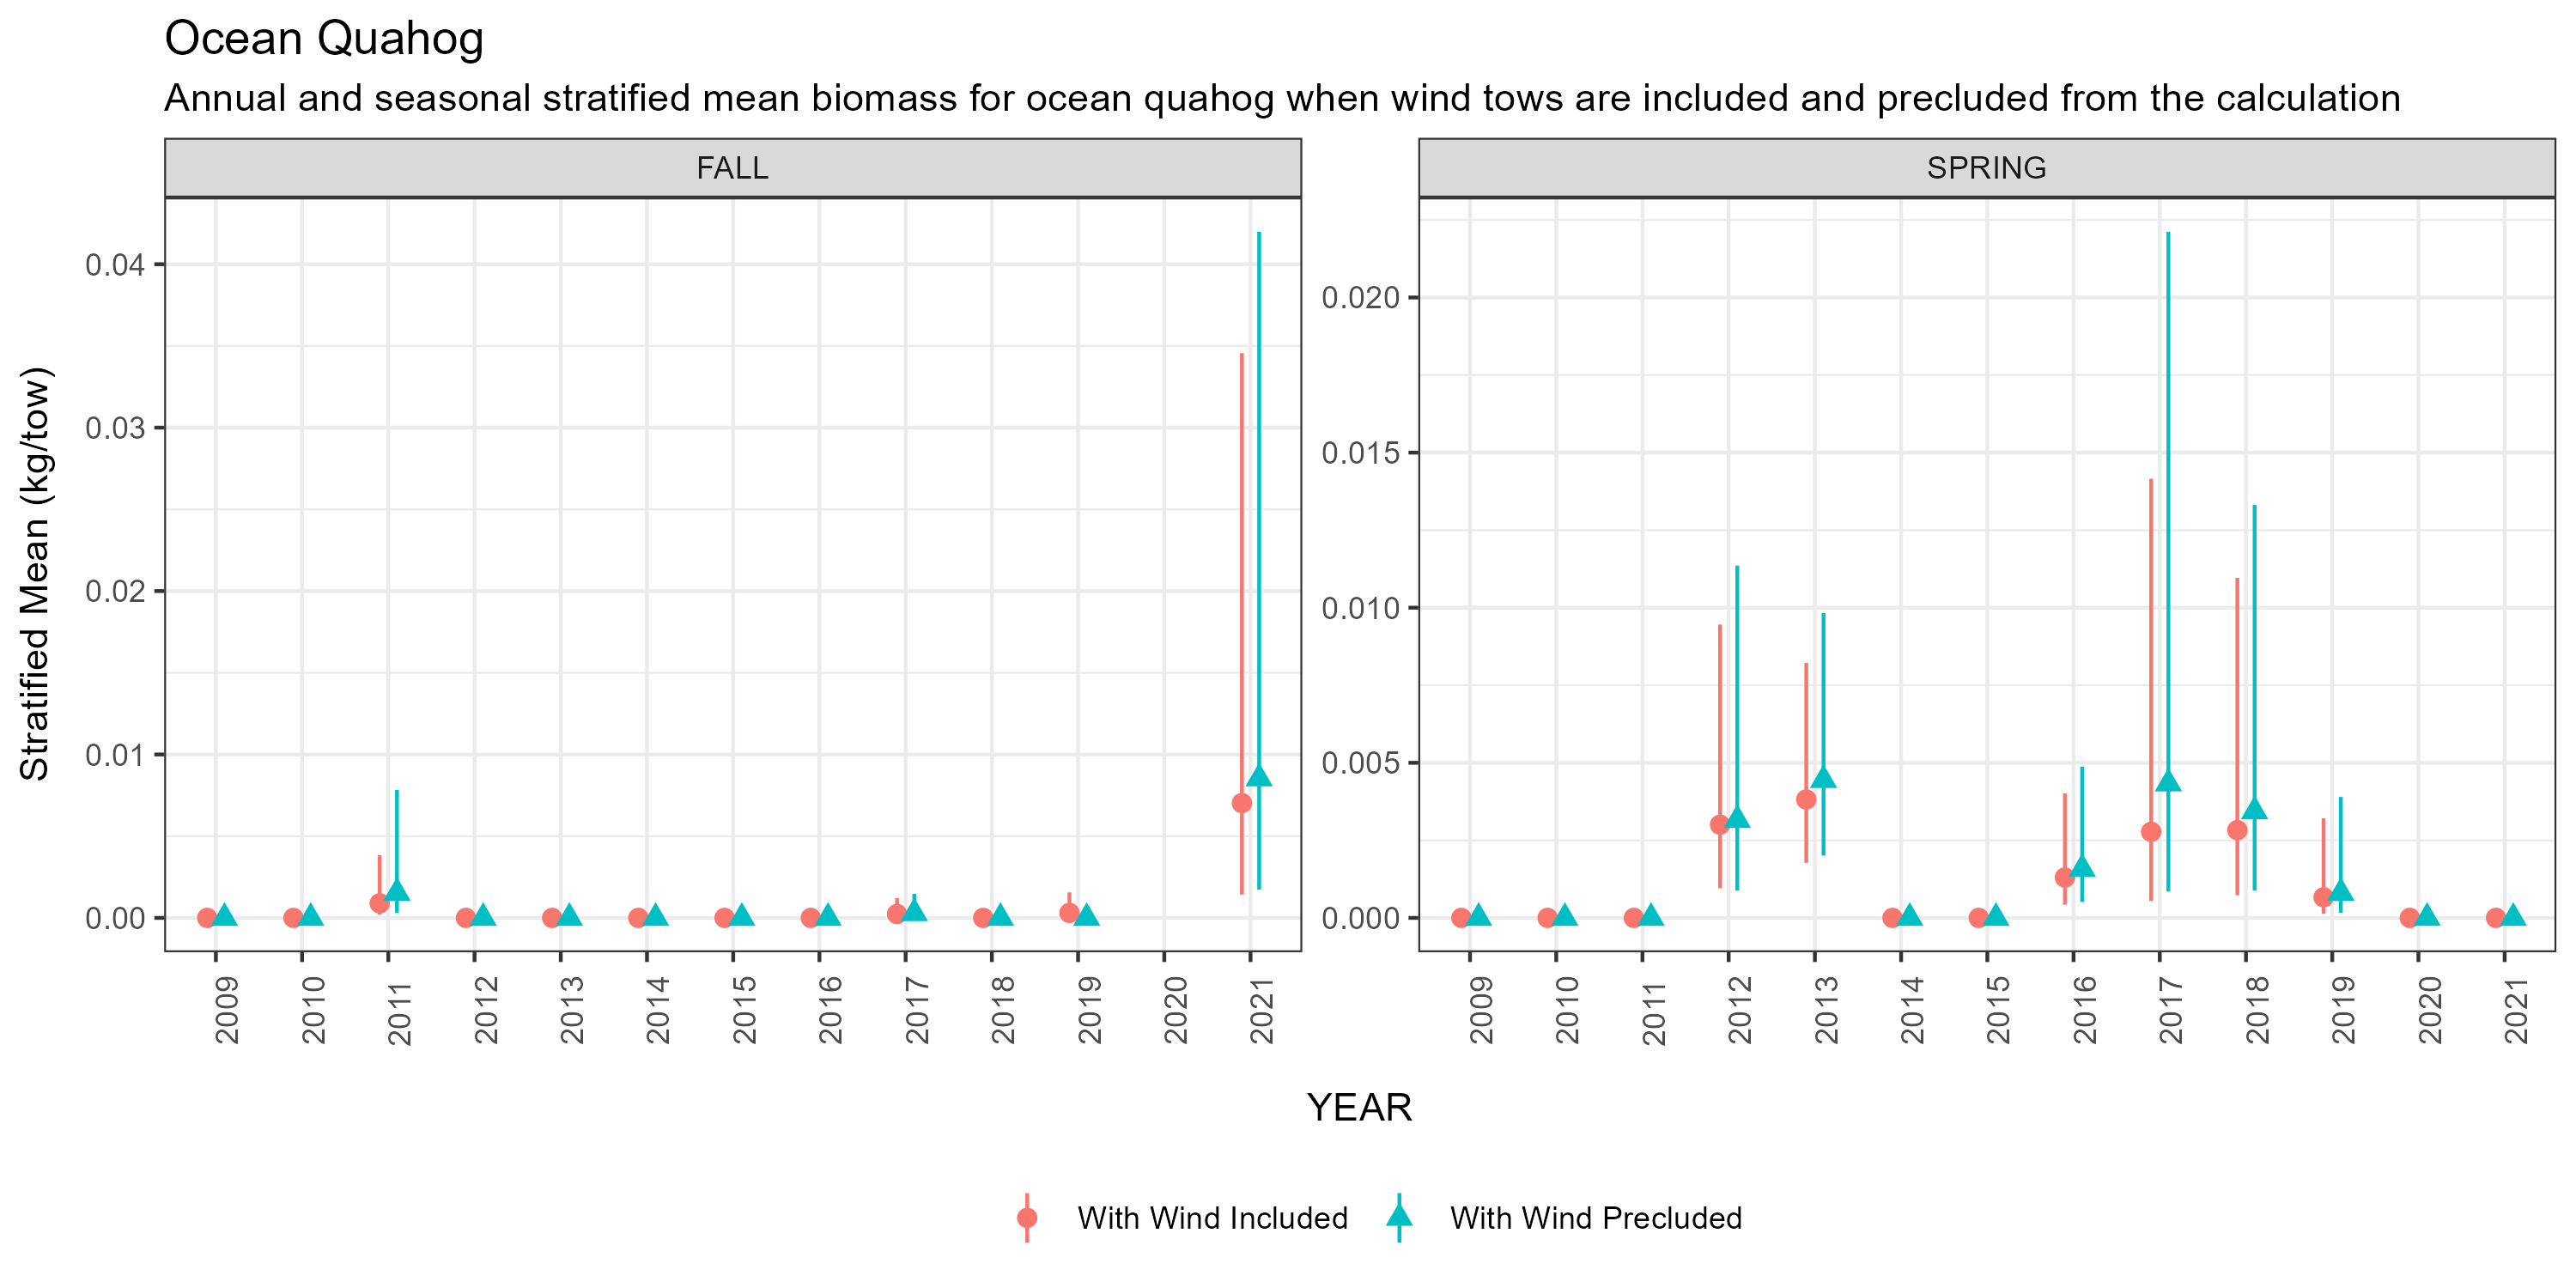 Ocean Quahog
Annual and seasonal stratified mean biomass for ocean quahog when wind tows are included and precluded from the calculation
FALL
SPRING
Stratified Mean (kg/tow)
0.04
0.03
0.02
0.01
0.00
0.020
0.015
0.010
0.005
0.000
2009 2010 2011 2012 2013 2014 2015 2016 2017 2018 2019 2020 2021
2009 2010 2011 2012 2013 2014 2015 2016 2017 2018 2019 2020 2021
YEAR
With Wind Included
With Wind Precluded